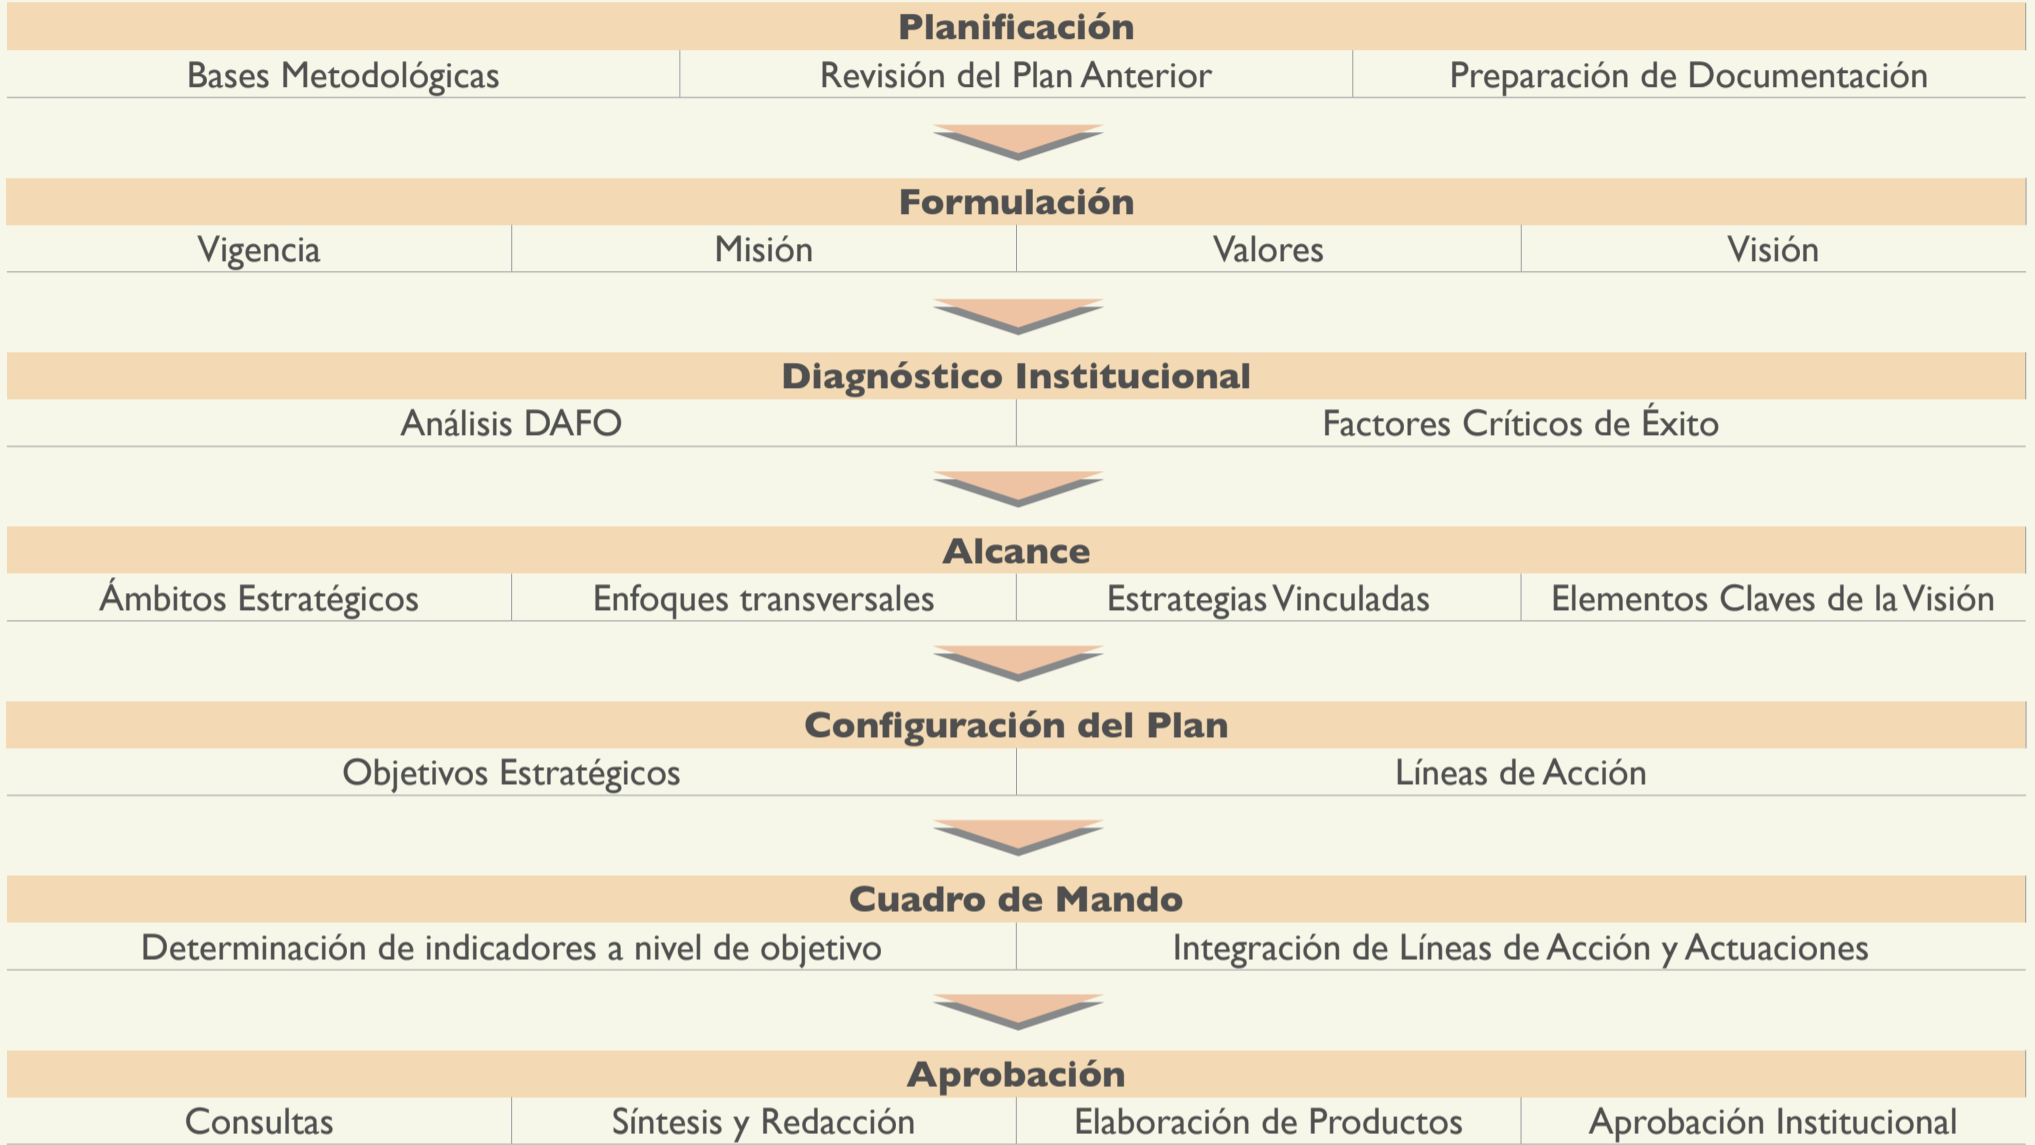 Planificación
Bases Metodológicas Revisión del Plan Anterior Preparación de Documentación
Formulación
Vigencia Misión Valores Visión
Diagnóstico Institucional
Análisis DAFO Factores Críticos de Éxito
Alcance
Ámbitos Estratégicos Enfoques transversales Estrategias Vinculadas Elementos Claves de la Visión
Configuración del Plan
Objetivos Estratégicos Líneas de Acción
Cuadro de Mando
Determinación de indicadores a nivel de objetivo Integración de Líneas de Acción y Actuaciones
Aprobación
Consultas Síntesis y Redacción Elaboración de Productos Aprobación Institucional